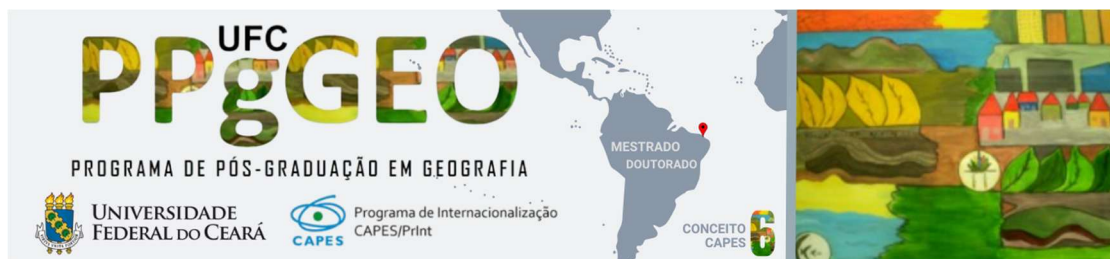 UFC
PPgGEO
PROGRAMA DE PÓS-GRADUAÇÃO EM GEOGRAFIA
UNIVERSIDADE
FEDERAL DO CEARÁ
CAPES
Programa de Internacionalização
CAPES/PrInt
MESTRADO
DOUTORADO
CONCEITO
CAPES
6